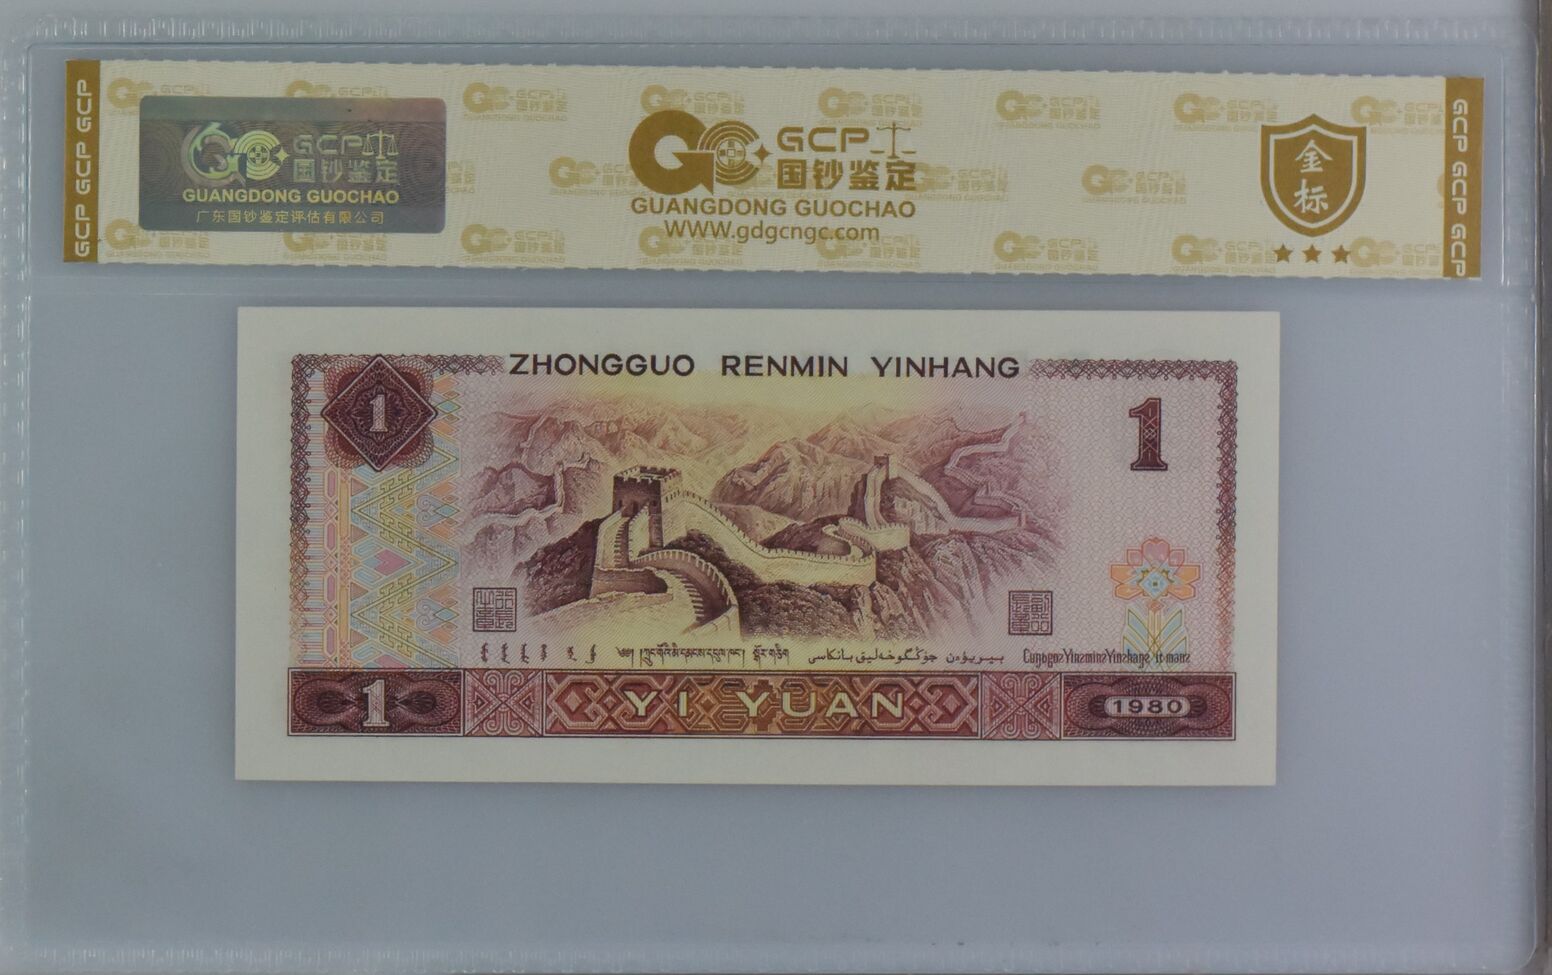 GCP GCP GCP
GCP
国钞鉴定
GUANGDONG GUOCHAO
广东国钞鉴定评估有限公司
GCP
国钞鉴定
GUANGDONG GUOCHAO
WWW.gdgcngc.com
金标
GCP GCP GCP
ZHONGGUO RENMIN YINHANG
1
1
YI YUAN
1
1980